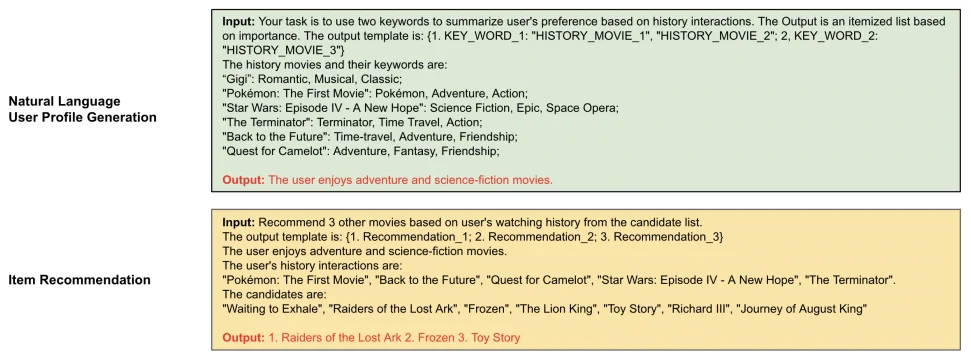 Natural Language
User Profile Generation
Input: Your task is to use two keywords to summarize user's preference based on history interactions. The Output is an itemized list based
on importance. The output template is: {1. KEY_WORD_1: "HISTORY_MOVIE_1", "HISTORY_MOVIE_2"; 2, KEY_WORD_2:
"HISTORY_MOVIE_3"}
The history movies and their keywords are:
“Gigi”: Romantic, Musical, Classic;
"Pokémon: The First Movie": Pokémon, Adventure, Action;
"Star Wars: Episode IV - A New Hope": Science Fiction, Epic, Space Opera;
"The Terminator": Terminator, Time Travel, Action;
"Back to the Future": Time-travel, Adventure, Friendship;
"Quest for Camelot": Adventure, Fantasy, Friendship;
Output: The user enjoys adventure and science-fiction movies.
Item Recommendation
Input: Recommend 3 other movies based on user's watching history from the candidate list.
The output template is: {1. Recommendation_1; 2. Recommendation_2; 3. Recommendation_3}
The user enjoys adventure and science-fiction movies.
The user's history interactions are:
"Pokémon: The First Movie", "Back to the Future", "Quest for Camelot", "Star Wars: Episode IV - A New Hope", "The Terminator".
The candidates are:
"Waiting to Exhale", "Raiders of the Lost Ark", "Frozen", "The Lion King", "Toy Story", "Richard III", "Journey of August King"
Output: 1. Raiders of the Lost Ark 2. Frozen 3. Toy Story